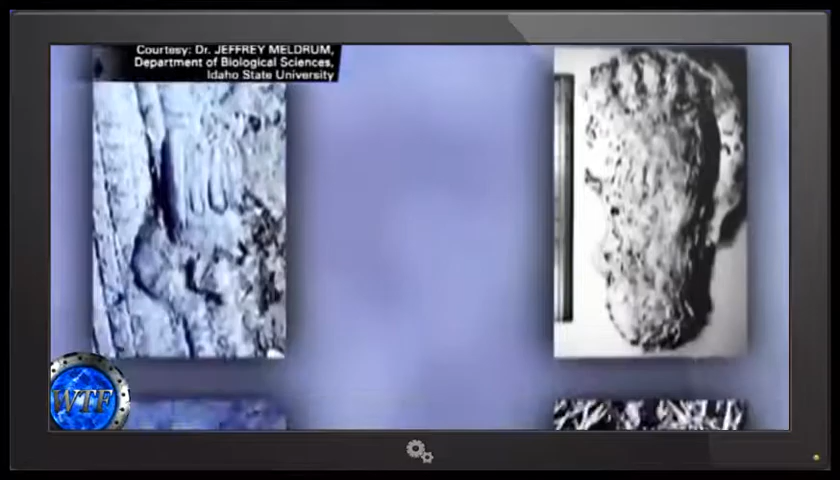 Courtesy: Dr. JEFFREY MELDRUM,
Department of Biological Sciences,
Idaho State University
WTF